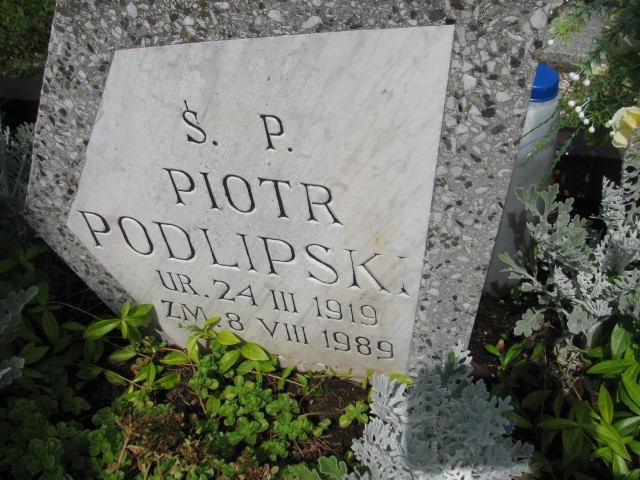 Ś. P.
PIOTR
PODLIPSKI
UR. 24 III 1919
ZM. 8 VIII 1989